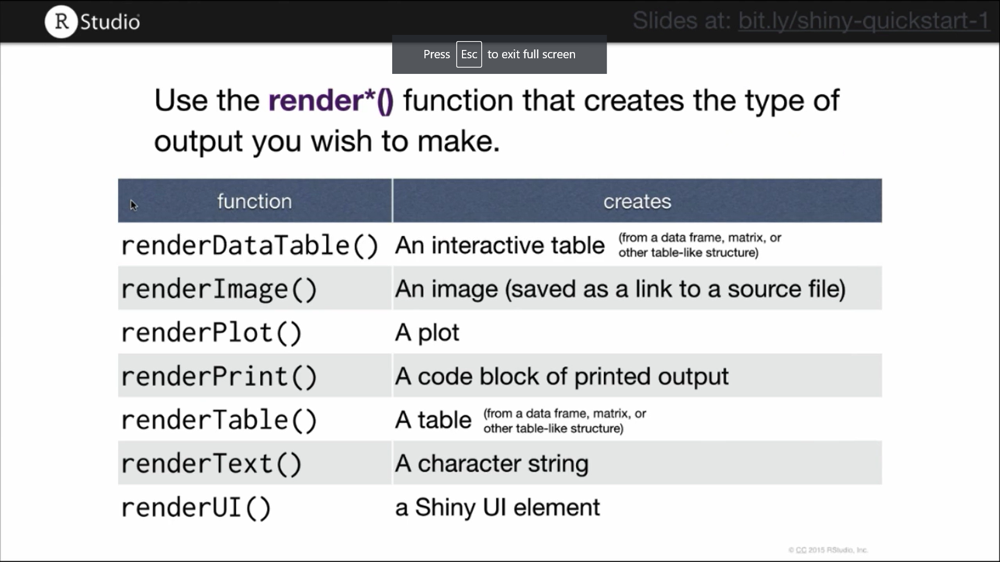 R Studio
Slides at: bit.ly/shiny-quickstart-1
Press Esc to exit full screen
Use the render*() function that creates the type of
output you wish to make.
function creates
renderDataTable() An interactive table (from a data frame, matrix, or
other table-like structure)
renderImage() An image (saved as a link to a source file)
renderPlot() A plot
renderPrint() A code block of printed output
renderTable() A table (from a data frame, matrix, or
other table-like structure)
renderText() A character string
renderUI() a Shiny UI element
© CC 2015 RStudio, Inc.